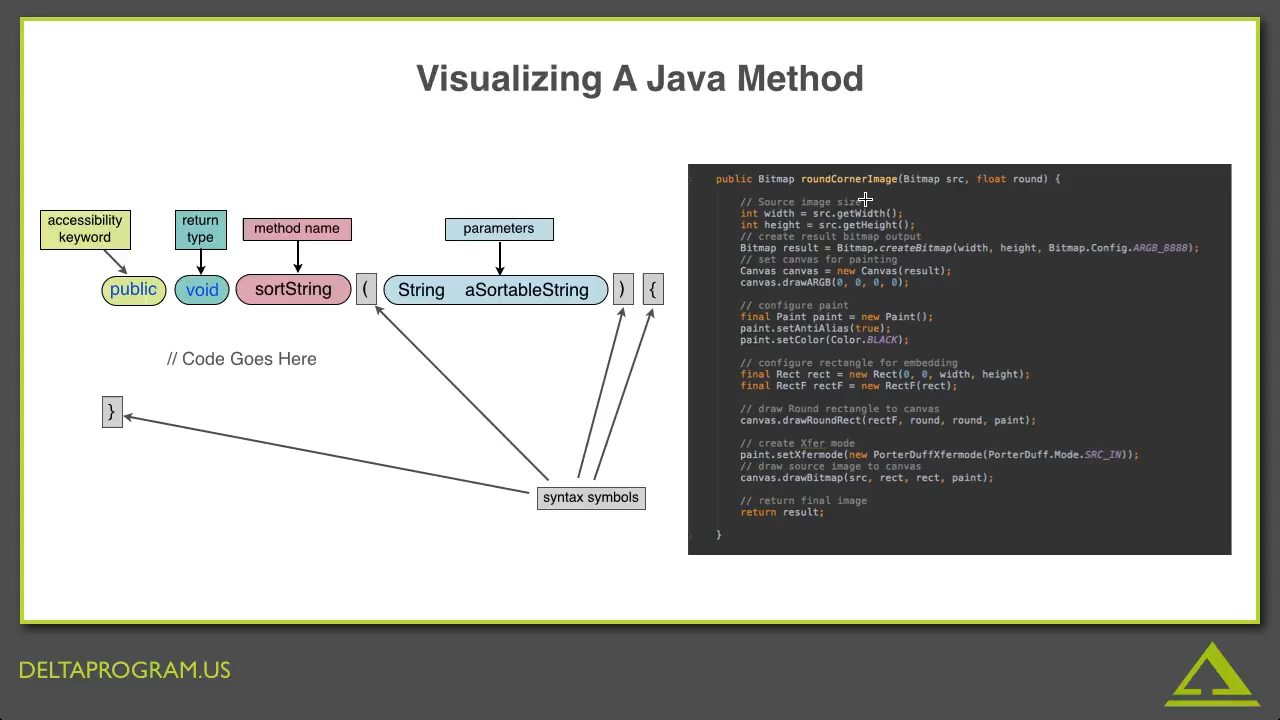 Visualizing A Java Method
accessibility
keyword
return
type
method name
parameters
public
void
sortString
(
String aSortableString
)
{
// Code Goes Here
}
syntax symbols
public Bitmap roundCornerImage(Bitmap src, float round) {
// Source image size
int width = src.getWidth();
int height = src.getHeight();
// create result bitmap output
Bitmap result = Bitmap.createBitmap(width, height, Bitmap.Config.ARGB_8888);
// set canvas for painting
Canvas canvas = new Canvas(result);
canvas.drawARGB(0, 0, 0, 0);
// configure paint
final Paint paint = new Paint();
paint.setAntiAlias(true);
paint.setColor(Color.BLACK);
// configure rectangle for embedding
final Rect rect = new Rect(0, 0, width, height);
final RectF rectF = new RectF(rect);
// draw Round rectangle to canvas
canvas.drawRoundRect(rectF, round, round, paint);
// create Xfer mode
paint.setXfermode(new PorterDuffXfermode(PorterDuff.Mode.SRC_IN));
// draw source image to canvas
canvas.drawBitmap(src, rect, rect, paint);
// return final image
return result;
}
DELTAPROGRAM.US